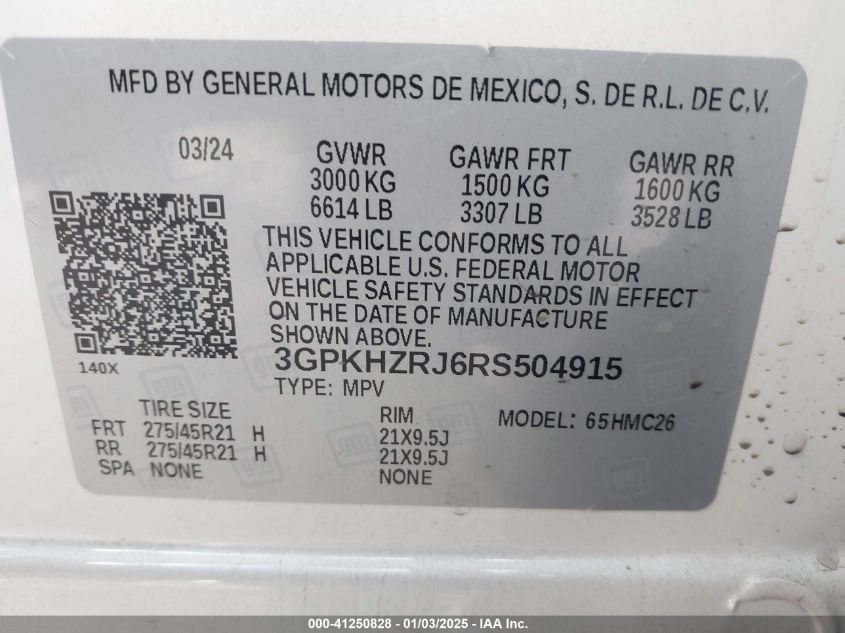 MFD BY GENERAL MOTORS DE MEXICO, S. DE R.L. DE C.V.
03/24 GVWR GAWR FRT GAWR RR
3000 KG 1500 KG 1600 KG
6614 LB 3307 LB 3528 LB
THIS VEHICLE CONFORMS TO ALL
APPLICABLE U.S. FEDERAL MOTOR
VEHICLE SAFETY STANDARDS IN EFFECT
ON THE DATE OF MANUFACTURE
SHOWN ABOVE.
140X
3GPKHZRJ6RS504915
TYPE: MPV
TIRE SIZE RIM MODEL: 65HMC26
FRT 275/45R21 H 21X9.5J
RR 275/45R21 H 21X9.5J
SPA NONE NONE
000-41250828 - 01/03/2025 - IAA Inc.